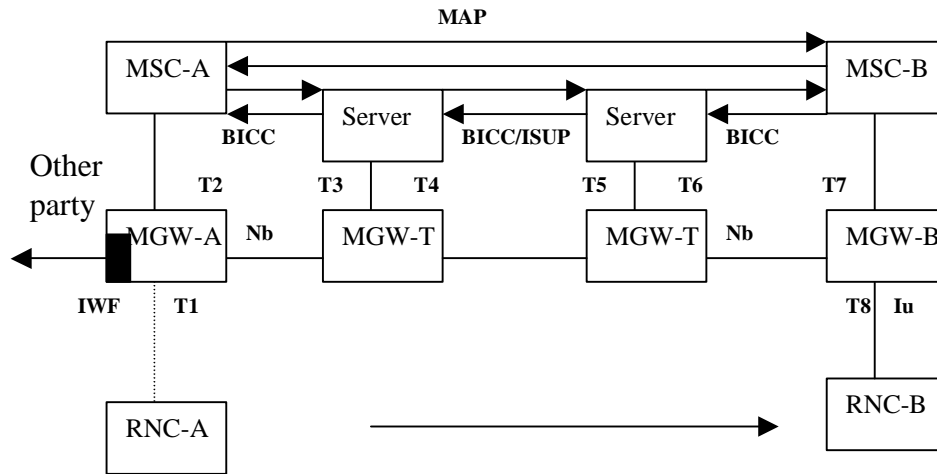 MAP
MSC-A
MSC-B
Server
Server
BICC
BICC/ISUP
BICC
Other
party
T2
T3
T4
T5
T6
T7
MGW-A
Nb
MGW-T
MGW-T
Nb
MGW-B
IWF
T1
T8
Iu
RNC-A
RNC-B